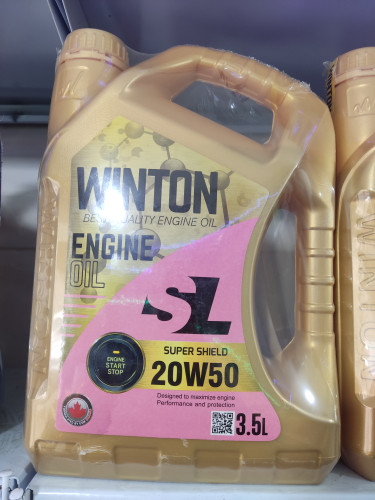 WINTON
BEST QUALITY ENGINE OIL
ENGINE
OIL
SL
ENGINE
START
STOP
SUPER SHIELD
20W50
Designed to maximize engine
Performance and protection
3.5L
WINTON